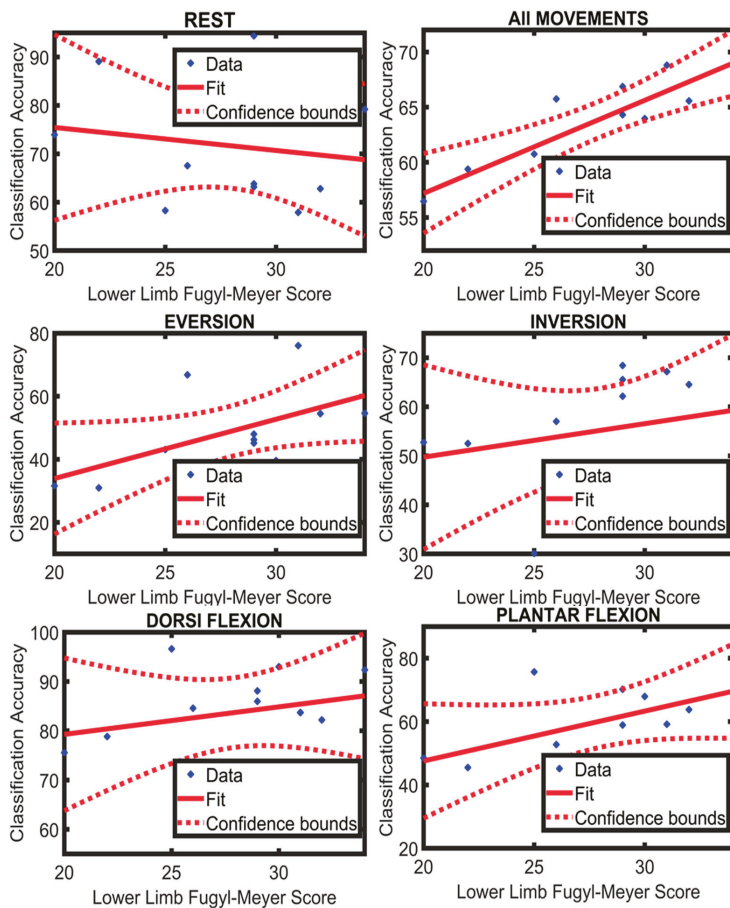 REST
Classification Accuracy
90
80
70
60
50
Data
Fit
Confidence bounds
20
25
30
Lower Limb Fugyl-Meyer Score
All MOVEMENTS
Classification Accuracy
70
65
60
55
Data
Fit
Confidence bounds
20
25
30
Lower Limb Fugyl-Meyer Score
EVERSION
Classification Accuracy
80
60
40
20
Data
Fit
Confidence bounds
20
25
30
Lower Limb Fugyl-Meyer Score
INVERSION
Classification Accuracy
70
60
50
40
30
Data
Fit
Confidence bounds
20
25
30
Lower Limb Fugyl-Meyer Score
DORSI FLEXION
Classification Accuracy
100
90
80
70
60
Data
Fit
Confidence bounds
20
25
30
Lower Limb Fugyl-Meyer Score
PLANTAR FLEXION
Classification Accuracy
80
60
40
20
Data
Fit
Confidence bounds
20
25
30
Lower Limb Fugyl-Meyer Score